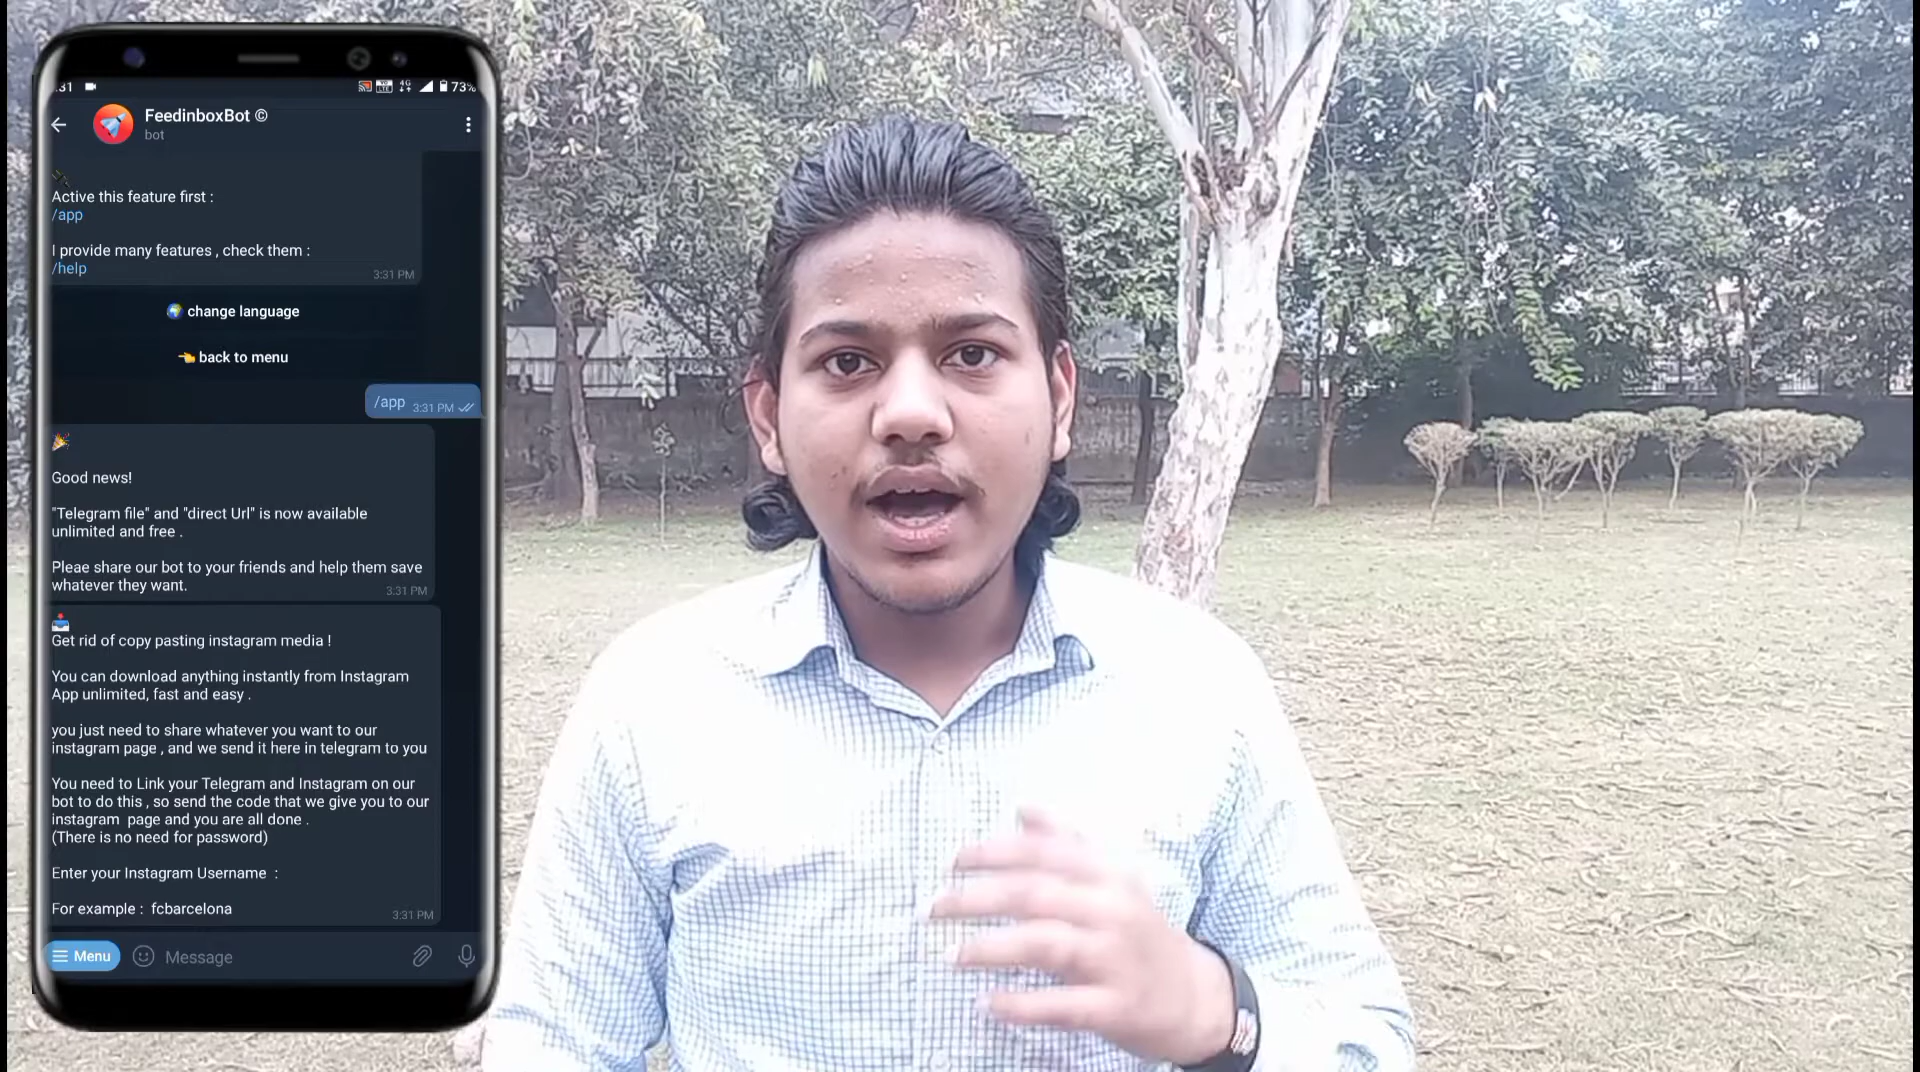 :31
VO
LTE
4G
73%
FeedinboxBot ©
bot
Active this feature first :
/app
I provide many features , check them :
/help
3:31 PM
change language
back to menu
/app 3:31 PM
Good news!
"Telegram file" and "direct Url" is now available
unlimited and free .
Pleae share our bot to your friends and help them save
whatever they want.
3:31 PM
Get rid of copy pasting instagram media !
You can download anything instantly from Instagram
App unlimited, fast and easy .
you just need to share whatever you want to our
instagram page , and we send it here in telegram to you
You need to Link your Telegram and Instagram on our
bot to do this , so send the code that we give you to our
instagram page and you are all done .
(There is no need for password)
Enter your Instagram Username :
For example : fcbarcelona
3:31 PM
Menu
Message